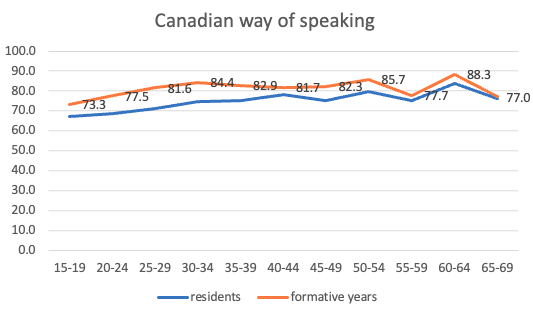 Canadian way of speaking
100.0
90.0
80.0
70.0
60.0
50.0
40.0
30.0
20.0
10.0
0.0
73.3 77.5 81.6 84.4 82.9 81.7 82.3 85.7 77.7 88.3 77.0
15-19 20-24 25-29 30-34 35-39 40-44 45-49 50-54 55-59 60-64 65-69
residents formative years